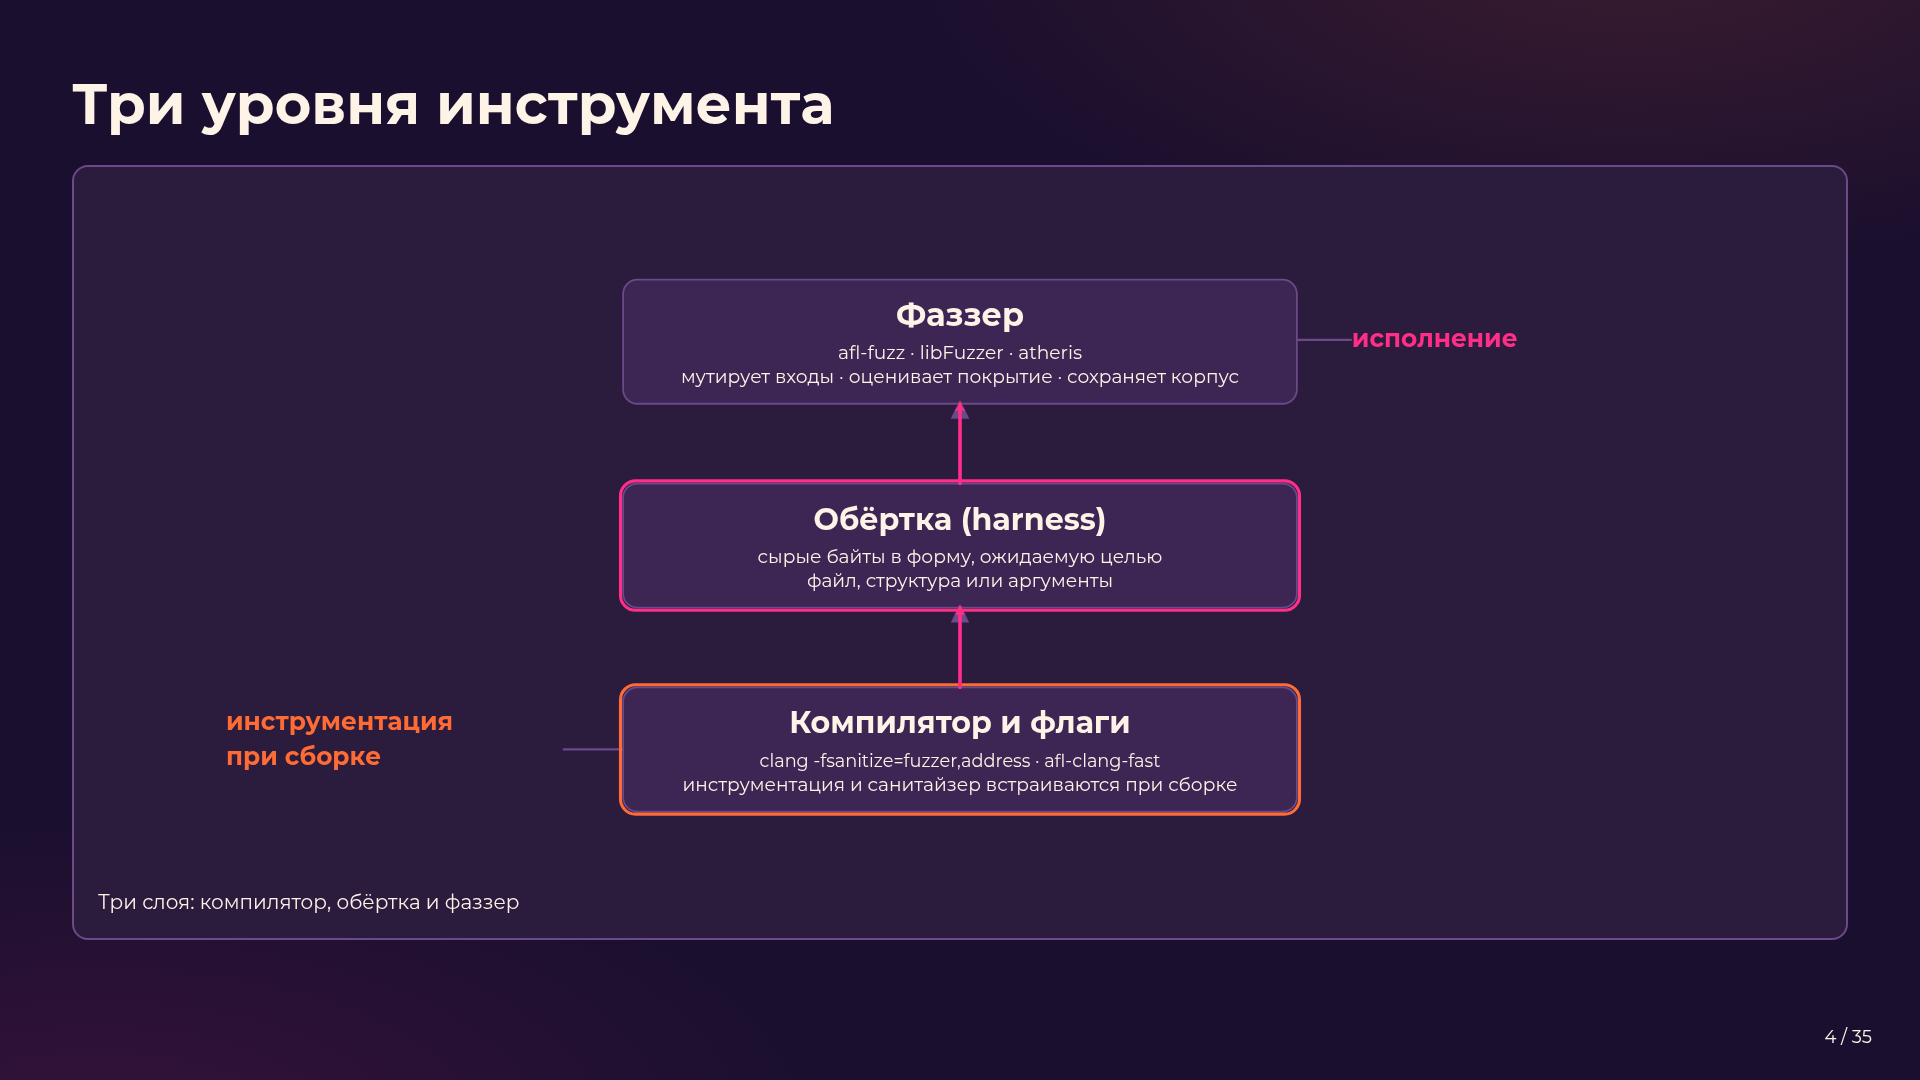 Три уровня инструмента
Фаззер
afl-fuzz · libFuzzer · atheris
мутирует входы · оценивает покрытие · сохраняет корпус
исполнение
Обёртка (harness)
сырые байты в форму, ожидаемую целью
файл, структура или аргументы
инструментация
при сборке
Компилятор и флаги
clang -fsanitize=fuzzer,address · afl-clang-fast
инструментация и санитайзер встраиваются при сборке
Три слоя: компилятор, обёртка и фаззер
4 / 35